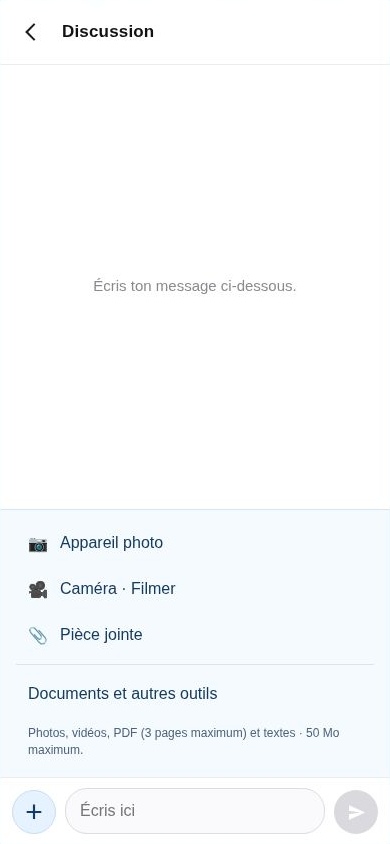 Discussion
Écris ton message ci-dessous.
Appareil photo
Caméra · Filmer
Pièce jointe
Documents et autres outils
Photos, vidéos, PDF (3 pages maximum) et textes · 50 Mo
maximum.
Écris ici